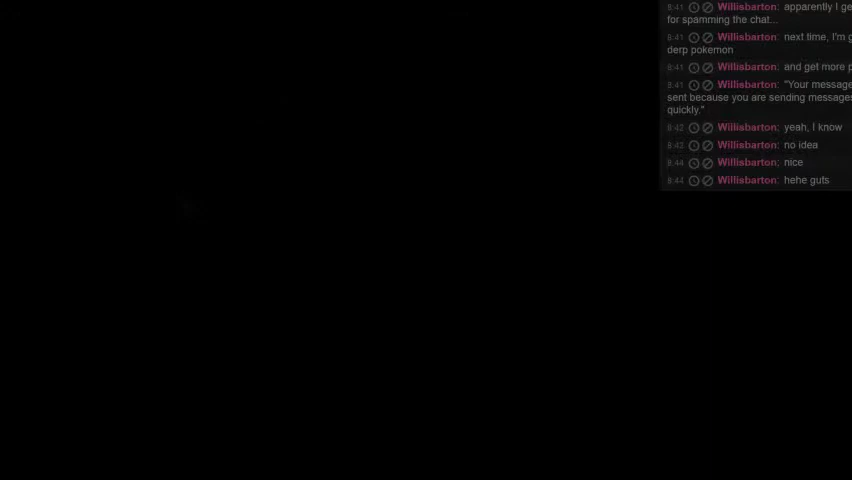 8:41 Willisbarton: apparently I ge
for spamming the chat...
8:41 Willisbarton: next time, I'm g
derp pokemon
8:41 Willisbarton: and get more p
8:41 Willisbarton: "Your message
sent because you are sending messages
quickly."
8:42 Willisbarton: yeah, I know
8:42 Willisbarton: no idea
8:44 Willisbarton: nice
8:44 Willisbarton: hehe guts